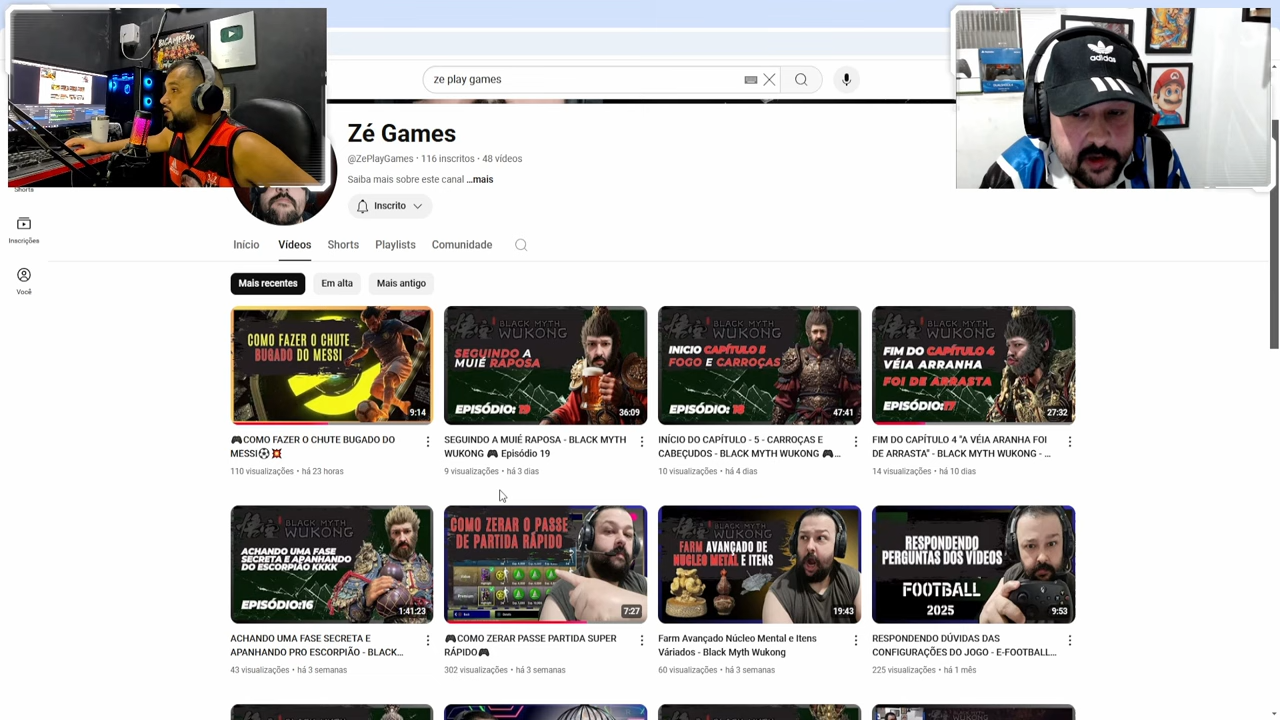 BICAMPEÃO
ze play games
adidas
Zé Games
@ZePlayGames · 116 inscritos · 48 vídeos
Saiba mais sobre este canal ...mais
Inscrito
Shorts
Inscrições
Você
Início Vídeos Shorts Playlists Comunidade
Mais recentes Em alta Mais antigo
COMO FAZER O CHUTE
BUGADO DO MESSI
9:14
BLACK MYTH
WUKONG
SEGUINDO A
MUIÉ RAPOSA
EPISÓDIO: 19
36:09
BLACK MYTH
WUKONG
INICIO CAPÍTULO 5
FOGO E CARROÇAS
EPISÓDIO: 18
47:41
BLACK MYTH
WUKONG
FIM DO CAPÍTULO 4
VÉIA ARRANHA
FOI DE ARRASTA
EPISÓDIO:17
27:32
🎮COMO FAZER O CHUTE BUGADO DO
MESSI⚽💥
110 visualizações • há 23 horas
SEGUINDO A MUIÉ RAPOSA - BLACK MYTH
WUKONG 🎮 Episódio 19
9 visualizações • há 3 dias
INÍCIO DO CAPÍTULO - 5 - CARROÇAS E
CABEÇUDOS - BLACK MYTH WUKONG 🎮...
10 visualizações • há 4 dias
FIM DO CAPÍTULO 4 "A VÉIA ARANHA FOI
DE ARRASTA" - BLACK MYTH WUKONG - ...
14 visualizações • há 10 dias
BLACK MYTH
WUKONG
ACHANDO UMA FASE
SECRETA E APANHANDO
DO ESCORPIÃO KKKK
EPISÓDIO:16
1:41:23
COMO ZERAR O PASSE
DE PARTIDA RÁPIDO
7:27
BLACK MYTH
WUKONG
FARM AVANÇADO DE
NUCLEO METAL E ITENS
19:43
RESPONDENDO
PERGUNTAS DOS VÍDEOS
FOOTBALL
2025
9:53
ACHANDO UMA FASE SECRETA E
APANHANDO PRO ESCORPIÃO - BLACK...
43 visualizações • há 3 semanas
🎮COMO ZERAR PASSE PARTIDA SUPER
RÁPIDO🎮
302 visualizações • há 3 semanas
Farm Avançado Núcleo Mental e Itens
Váriados - Black Myth Wukong
60 visualizações • há 3 semanas
RESPONDENDO DÚVIDAS DAS
CONFIGURAÇÕES DO JOGO - E-FOOTBALL...
225 visualizações • há 1 mês